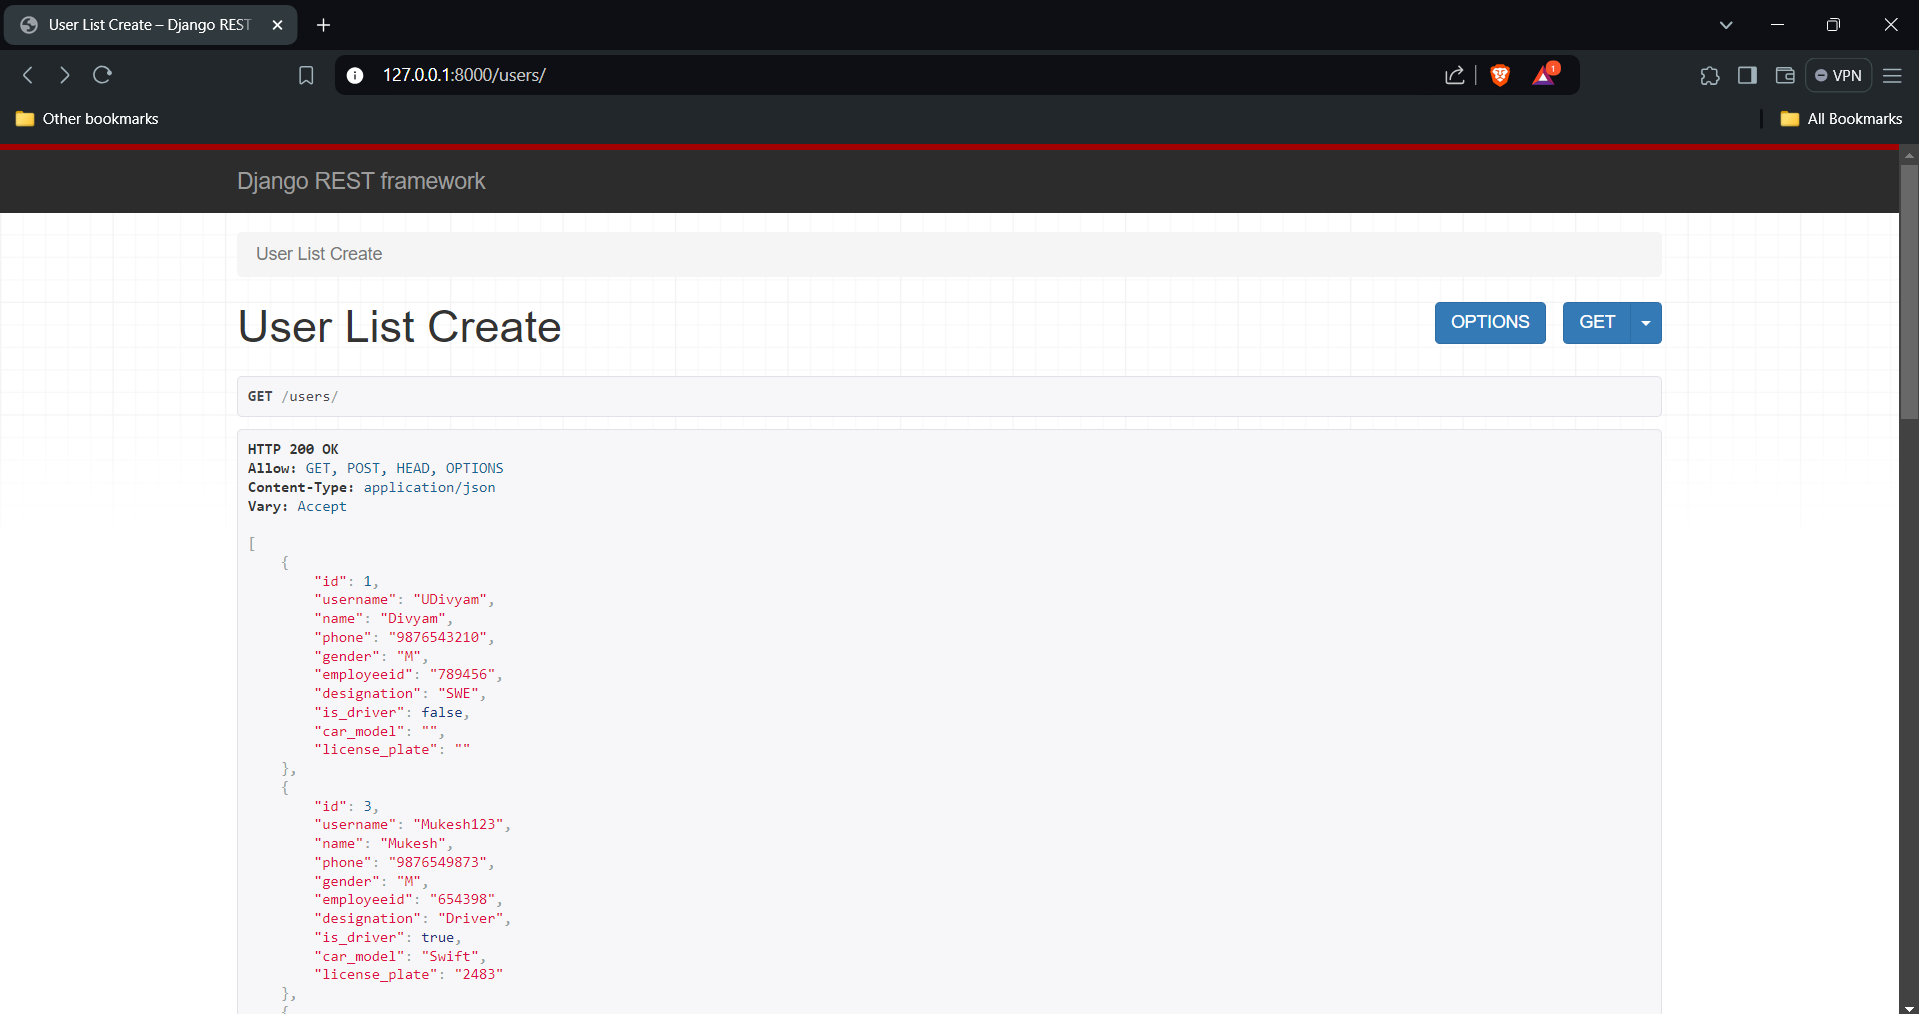 User List Create – Django REST
127.0.0.1:8000/users/
1
VPN
Other bookmarks
All Bookmarks
Django REST framework
User List Create
User List Create
OPTIONS
GET
GET /users/
HTTP 200 OK
Allow: GET, POST, HEAD, OPTIONS
Content-Type: application/json
Vary: Accept
[
{
"id": 1,
"username": "UDivyam",
"name": "Divyam",
"phone": "9876543210",
"gender": "M",
"employeeid": "789456",
"designation": "SWE",
"is_driver": false,
"car_model": "",
"license_plate": ""
},
{
"id": 3,
"username": "Mukesh123",
"name": "Mukesh",
"phone": "9876549873",
"gender": "M",
"employeeid": "654398",
"designation": "Driver",
"is_driver": true,
"car_model": "Swift",
"license_plate": "2483"
},
{